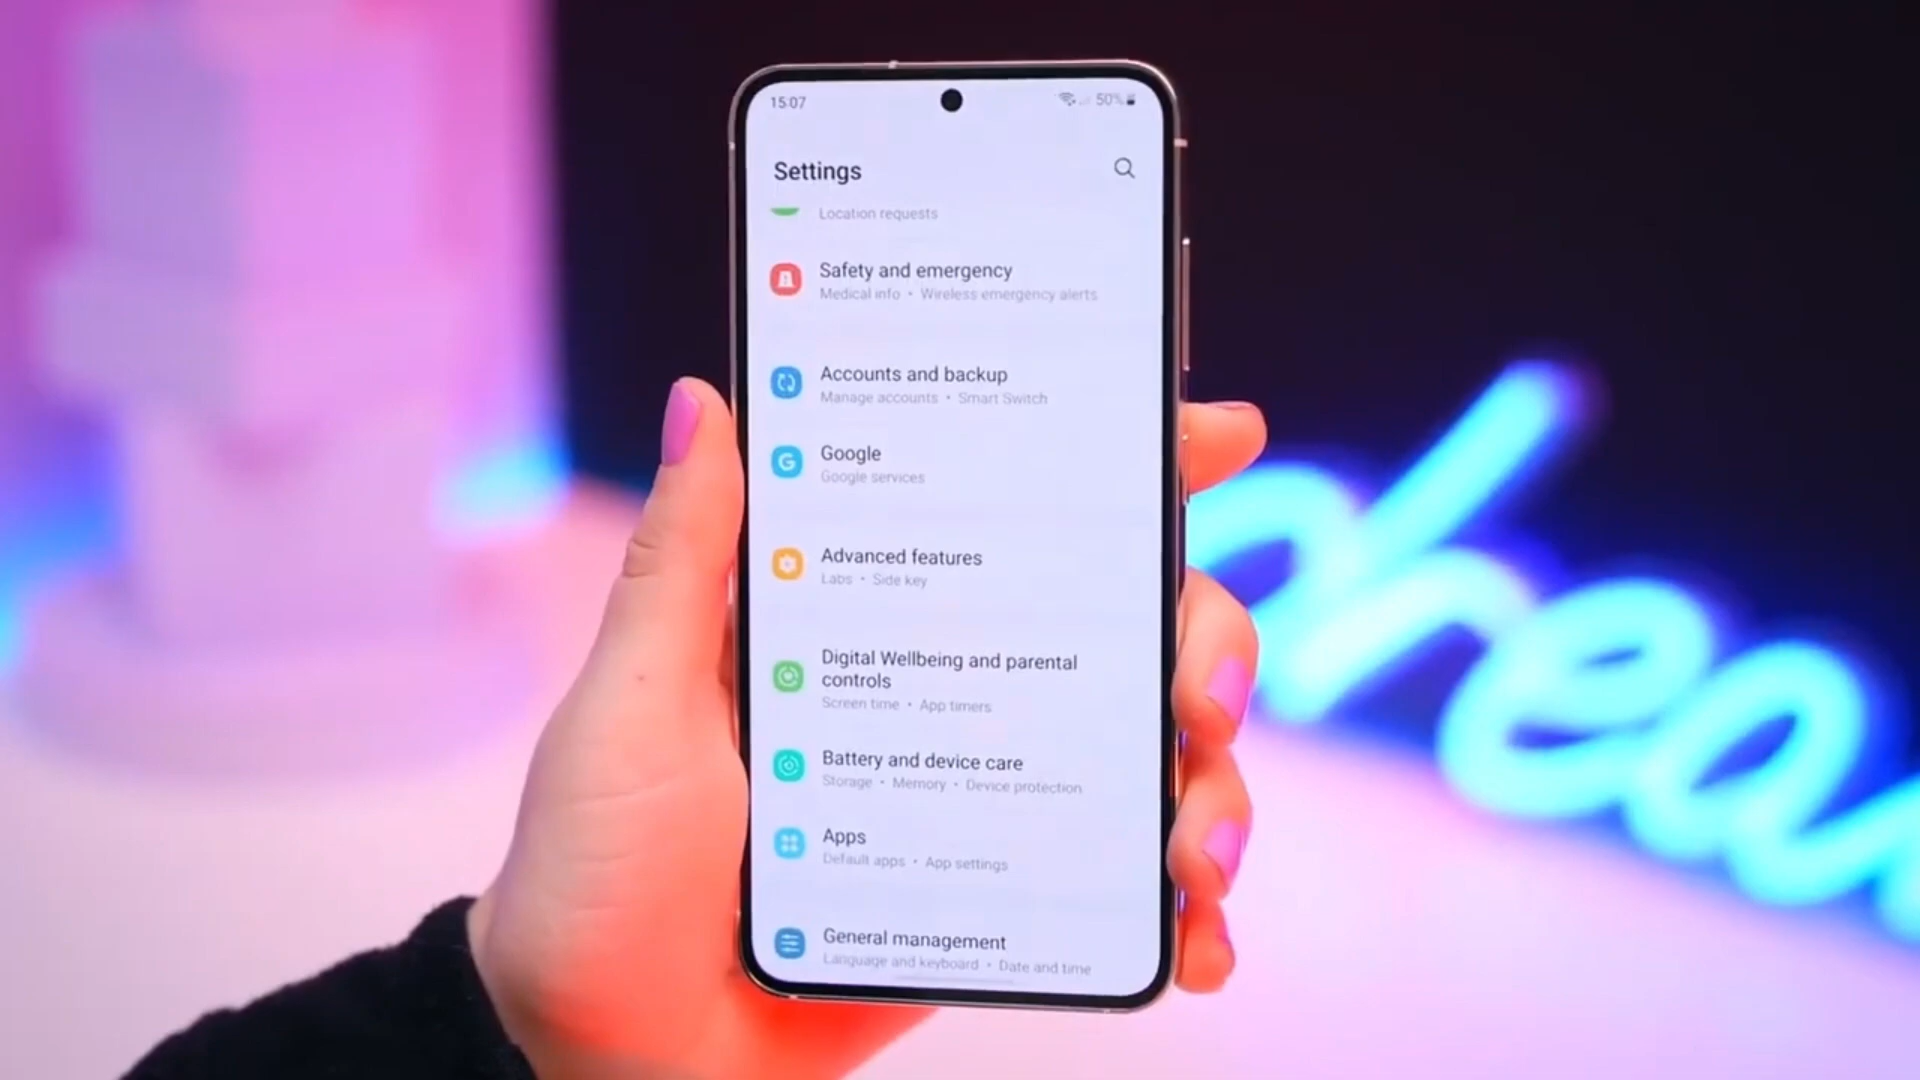 15:07
50%
Settings
Location requests
Safety and emergency
Medical info • Wireless emergency alerts
Accounts and backup
Manage accounts • Smart Switch
Google
Google services
Advanced features
Labs • Side key
Digital Wellbeing and parental
controls
Screen time • App timers
Battery and device care
Storage • Memory • Device protection
Apps
Default apps • App settings
General management
Language and keyboard • Date and time
drea